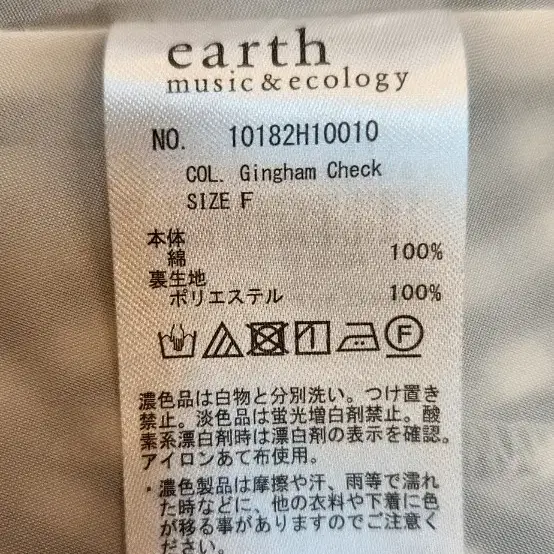 earth
music & ecology
NO. 10182H10010
COL. Gingham Check
SIZE F
本体
綿 100%
裏生地
ポリエステル 100%
F
濃色品は白物と分別洗い。つけ置き
禁止。淡色品は蛍光増白剤禁止。酸
素系漂白剤時は漂白剤の表示を確認。
アイロンあて布使用。
・濃色製品は摩擦や汗、雨等で濡れ
た時などに、他の衣料や下着に色
が移る事がありますのでご注意く
ださい。